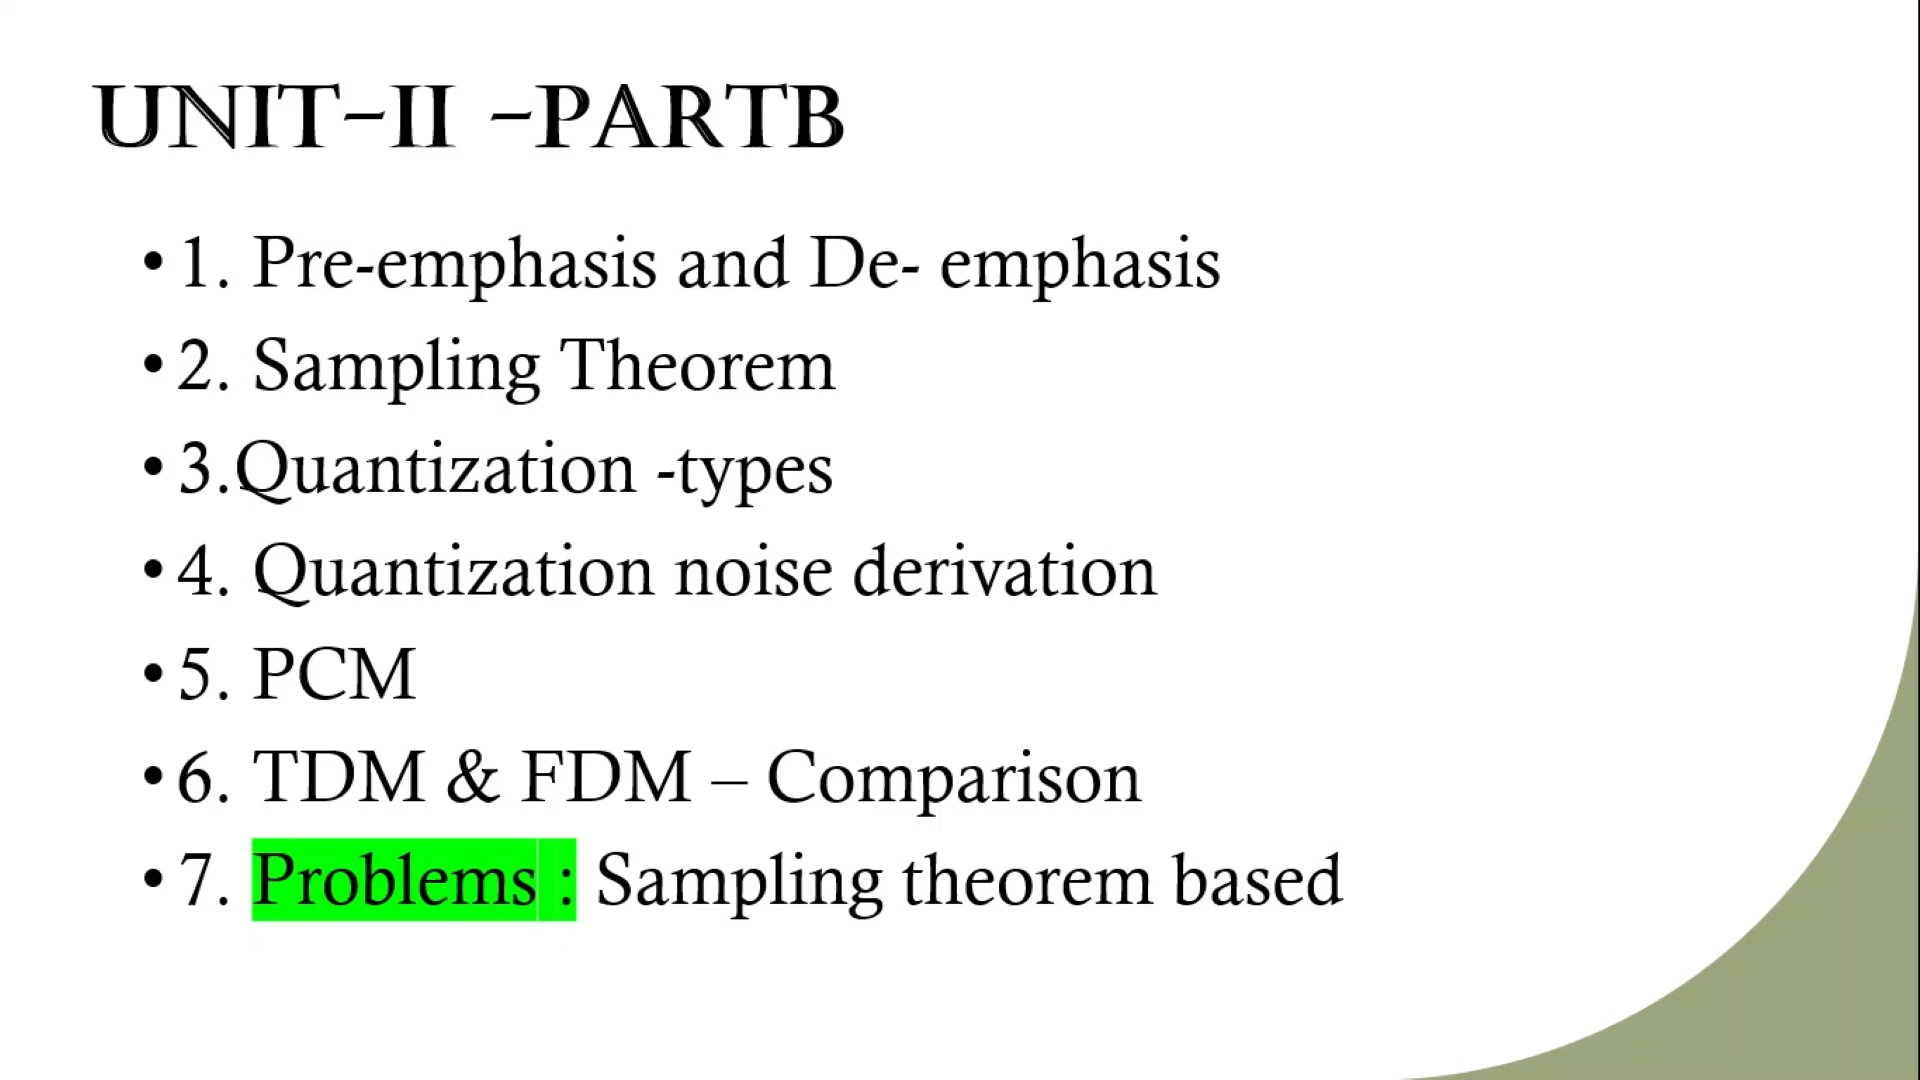 UNIT-II -PARTB
• 1. Pre-emphasis and De- emphasis
• 2. Sampling Theorem
• 3.Quantization -types
• 4. Quantization noise derivation
• 5. PCM
• 6. TDM & FDM – Comparison
• 7. Problems : Sampling theorem based